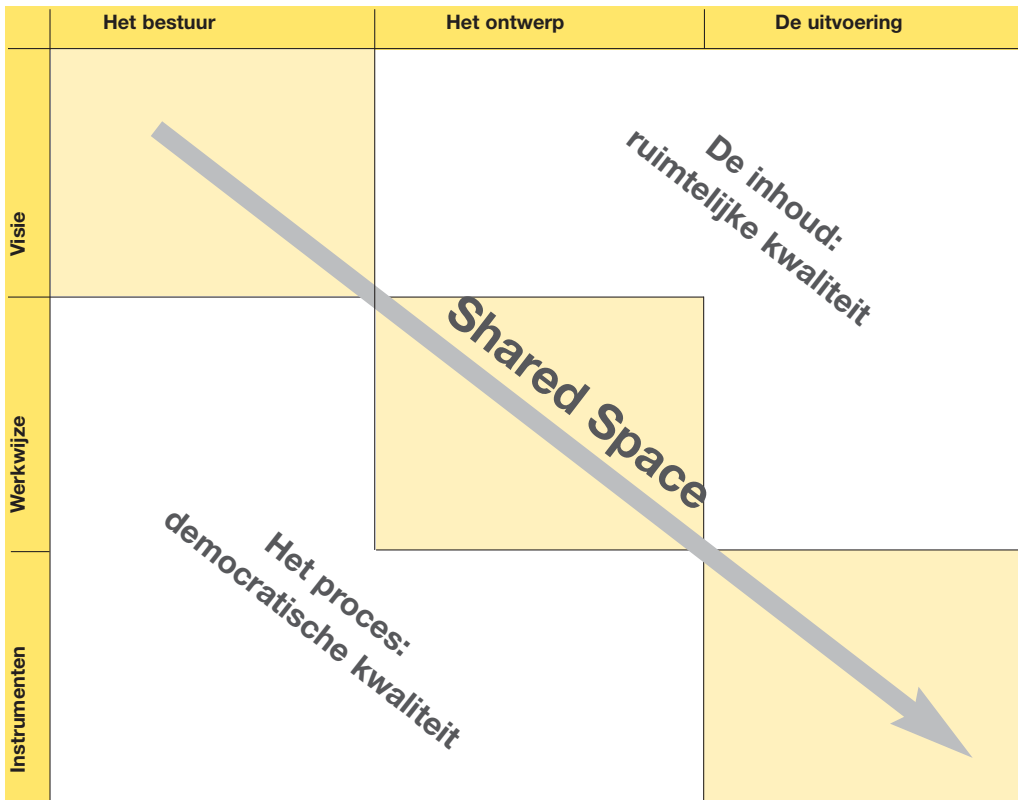 Het bestuur
Het ontwerp
De uitvoering
Visie
De inhoud:
ruimtelijke kwaliteit
Werkwijze
Shared Space
Het proces:
democratische kwaliteit
Instrumenten